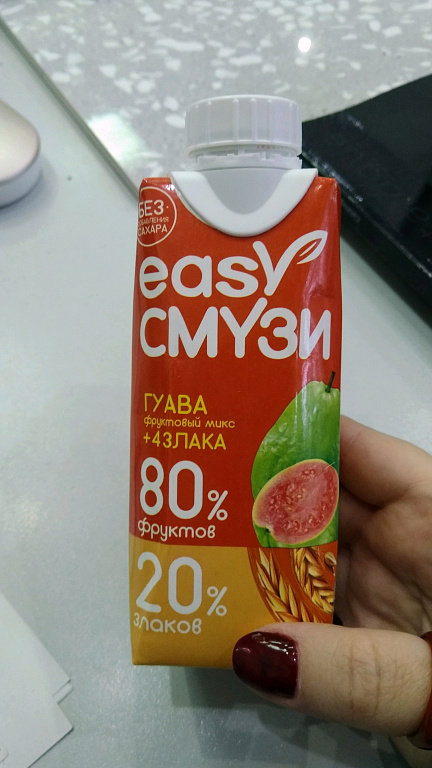 БЕЗ
ДОБАВЛЕНИЯ
САХАРА
easy
СМУЗИ
ГУАВА
фруктовый микс
+4ЗЛАКА
80%
фруктов
20%
злаков